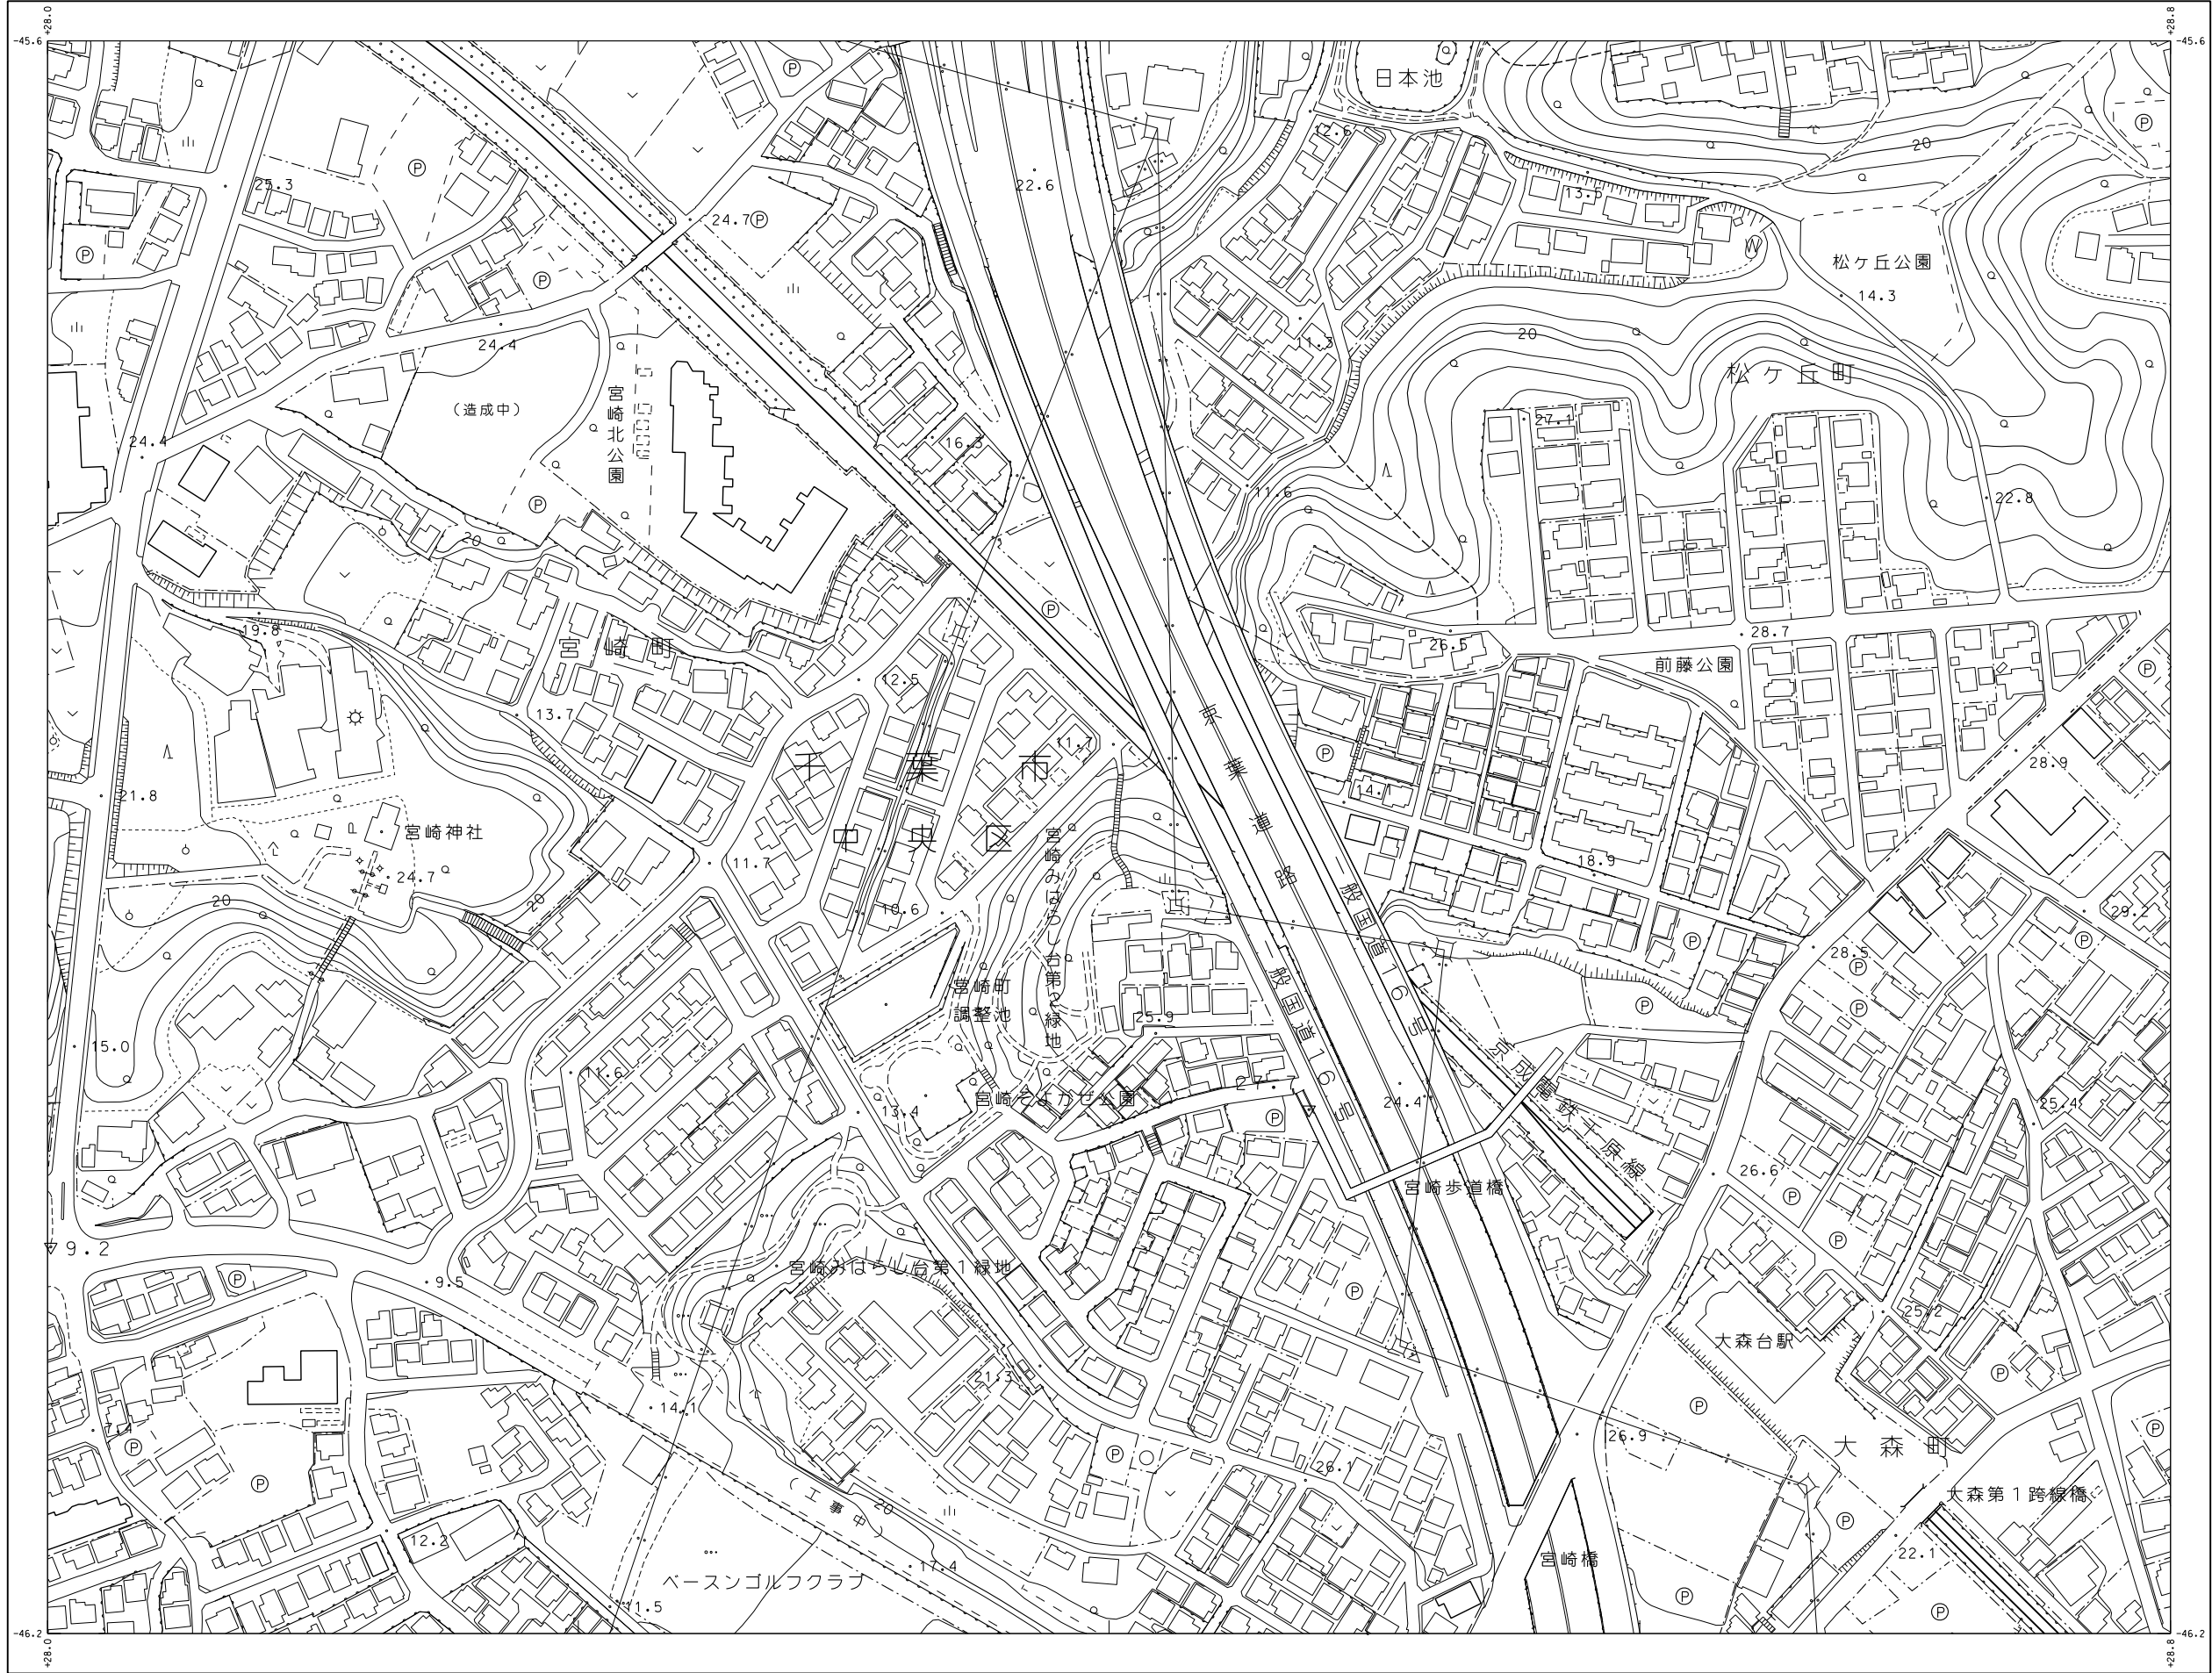 +28.0
+28.8
-45.6
-45.6
日本池
12.6
20
25.3
22.6
13.5
24.7
松ヶ丘公園
14.3
24.4
11.3
20
松ヶ丘町
宮崎北公園
(造成中)
27.1
24.4
16.3
11.6
22.8
20
19.8
宮崎町
26.5
28.7
前藤公園
12.5
13.7
京葉道路
11.7
千葉市
28.9
21.8
14.1
宮崎神社
中央区
宮崎みはらし台第2緑地
11.7
18.9
24.7
20
20
10.6
一般国道16号
29.2
28.5
宮崎町
調整池
一般国道16号
25.9
15.0
京成電鉄千原線
11.6
27.7
宮崎そよかぜ公園
13.4
24.4
25.4
26.6
宮崎歩道橋
9.2
宮崎みはらし台第1緑地
9.5
25.2
大森台駅
21.3
14.1
7.4
26.9
大森町
26.1
大森第1跨線橋
(工事中)
20
12.2
22.1
宮崎橋
17.4
ベースンゴルフクラブ
11.5
-46.2
-46.2
+28.0
+28.8